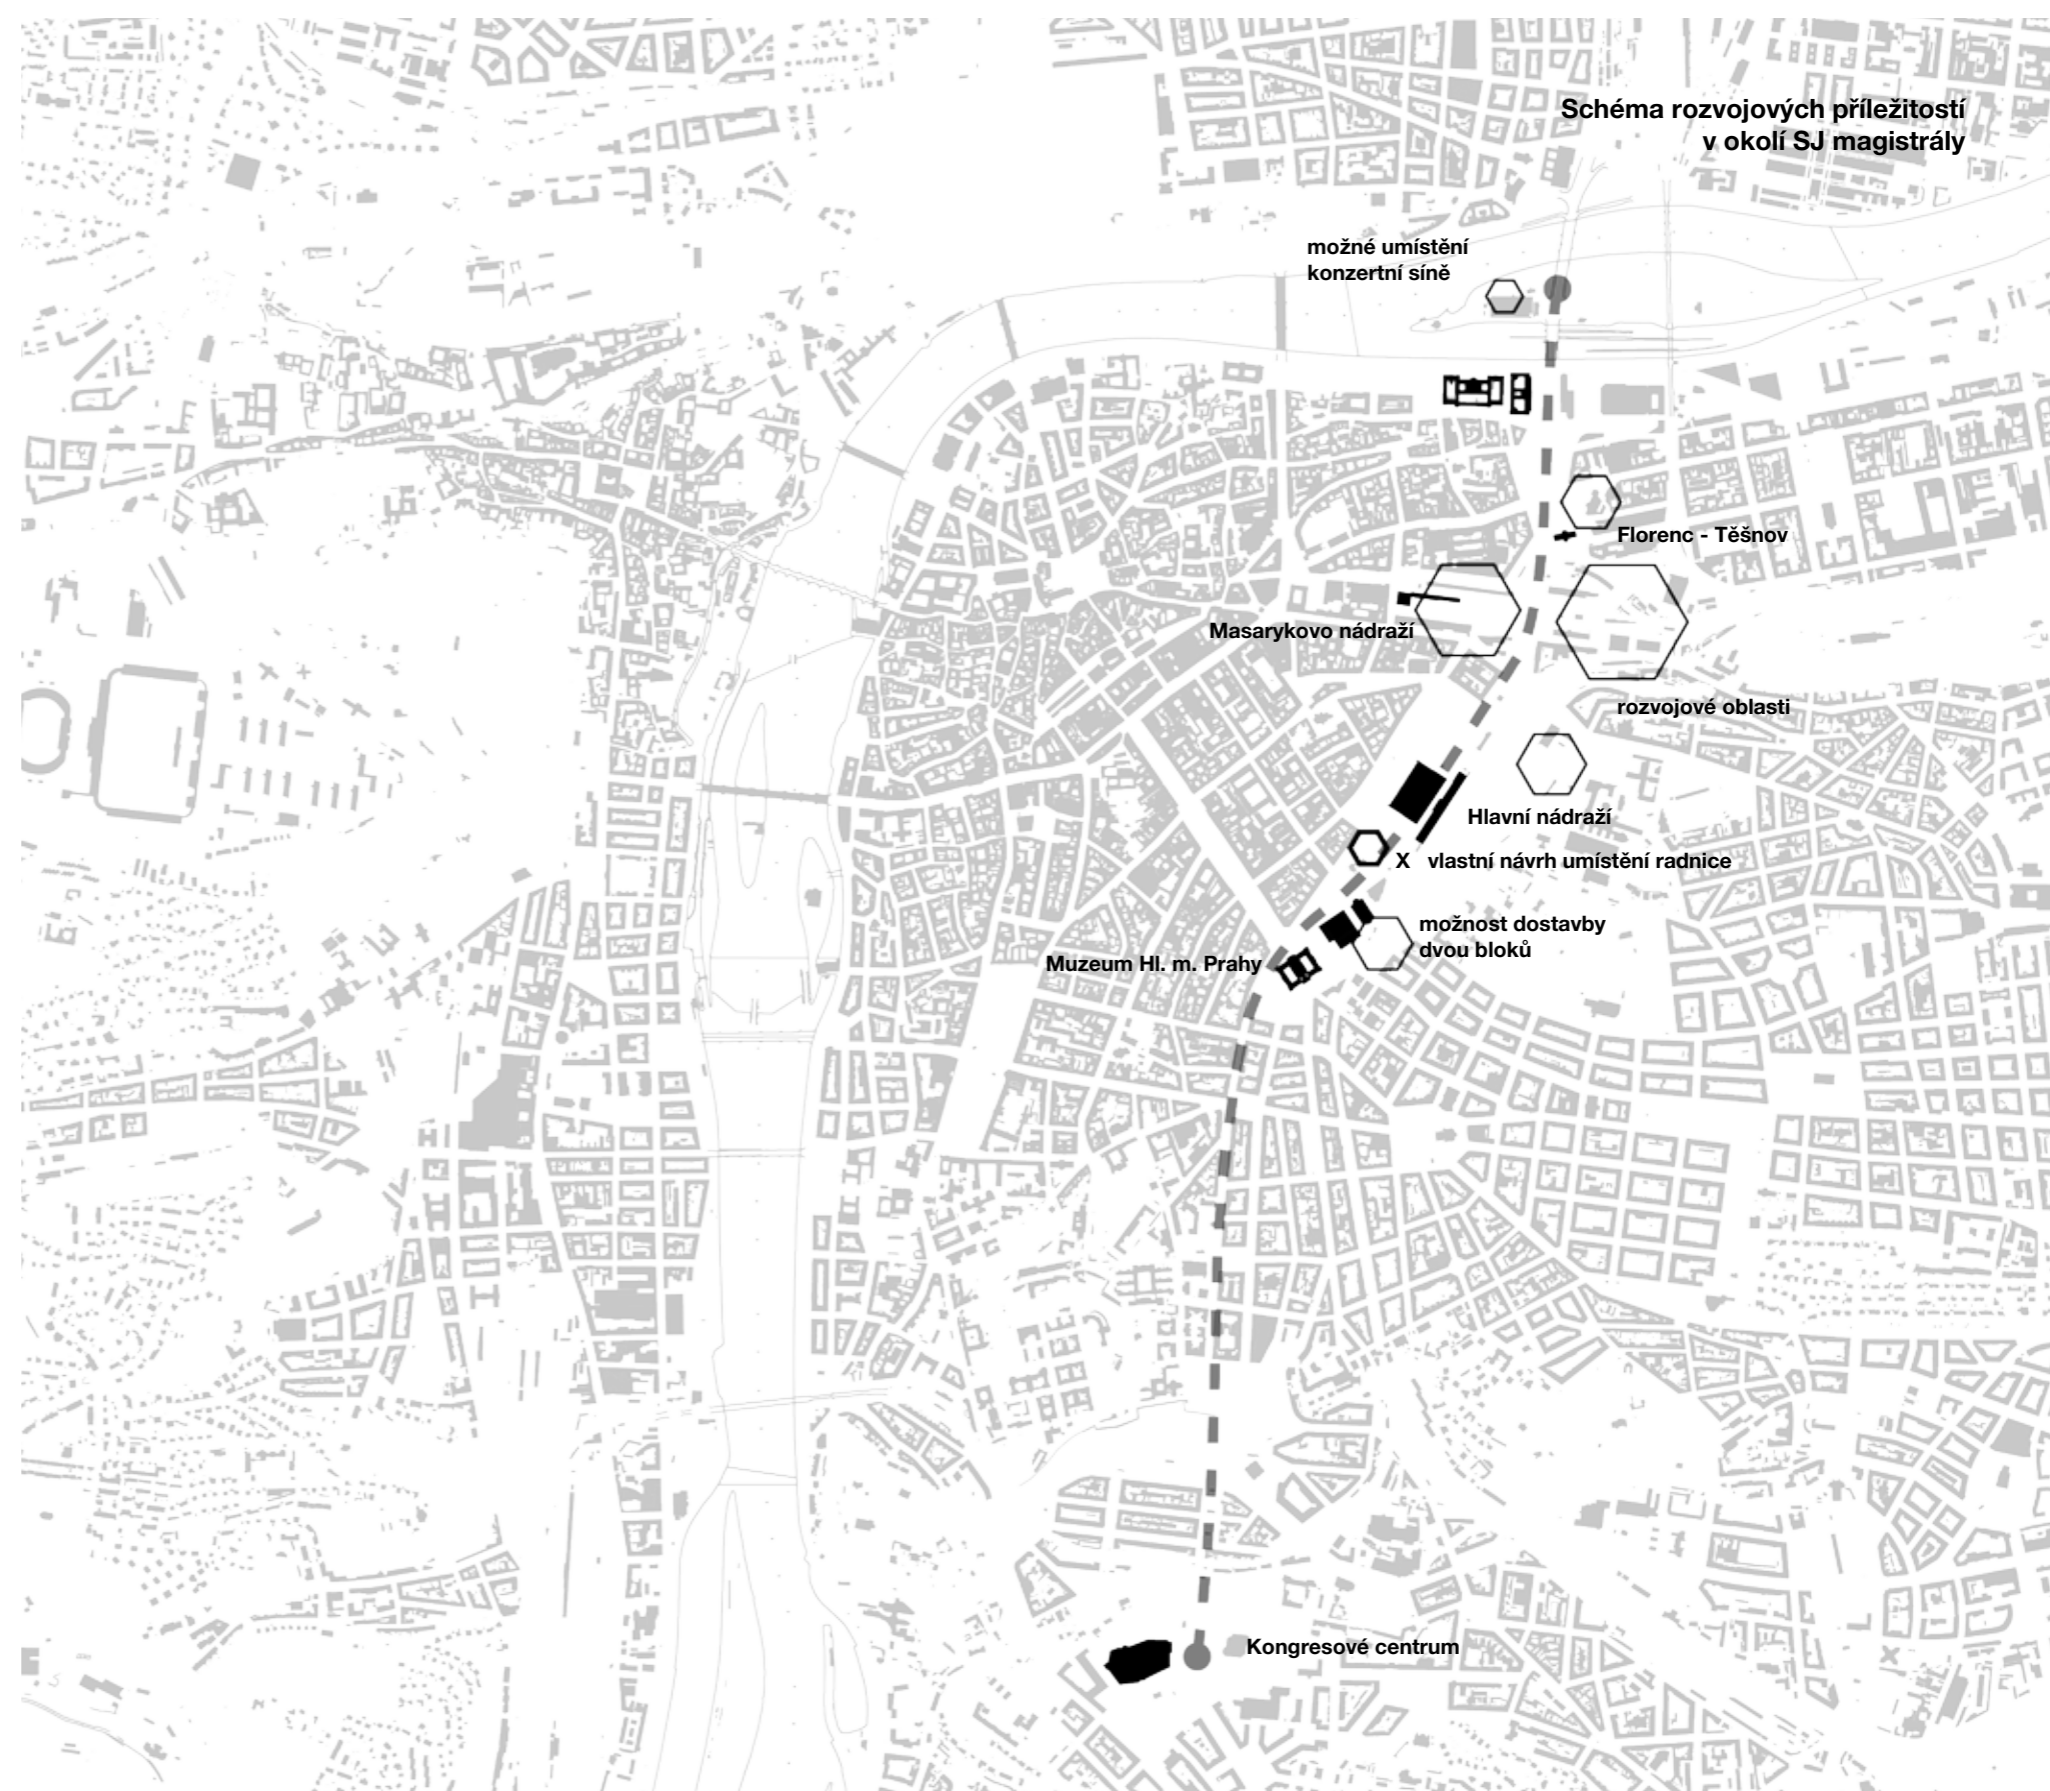 Schéma rozvojových příležitostí
v okolí SJ magistrály
možné umístění
konzertní síně
Florenc - Těšnov
Masarykovo nádraží
rozvojové oblasti
Hlavní nádraží
X vlastní návrh umístění radnice
možnost dostavby
dvou bloků
Muzeum Hl. m. Prahy
Kongresové centrum